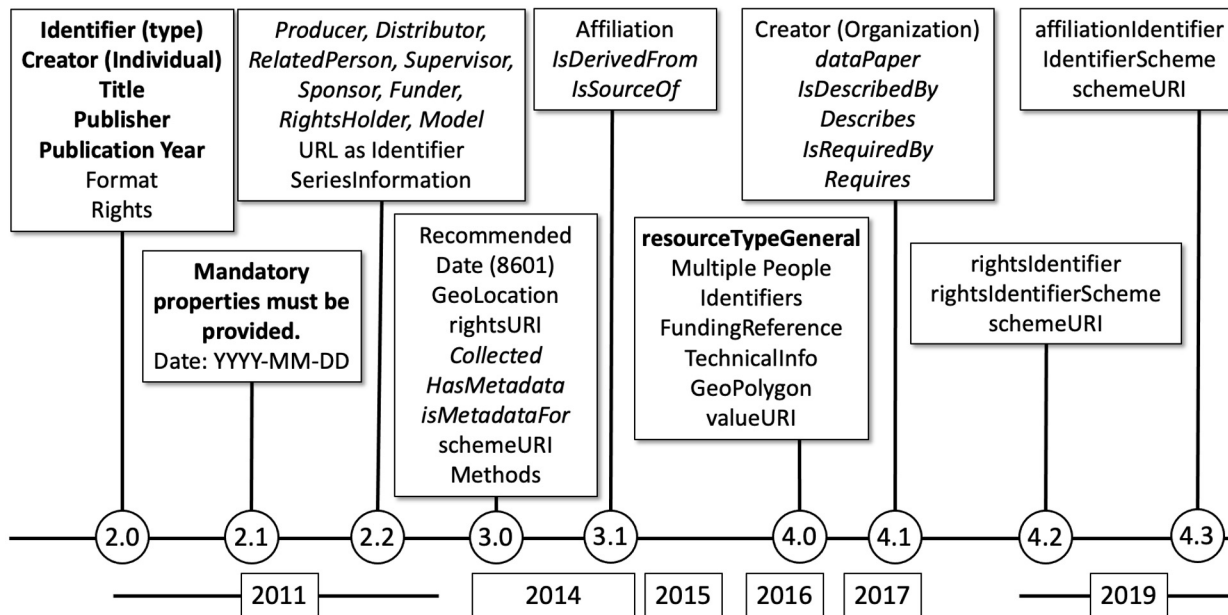 Identifier (type)
Creator (Individual)
Title
Publisher
Publication Year
Format
Rights
Mandatory
properties must be
provided.
Date: YYYY-MM-DD
Producer, Distributor,
RelatedPerson, Supervisor,
Sponsor, Funder,
RightsHolder, Model
URL as Identifier
SeriesInformation
Recommended
Date (8601)
GeoLocation
rightsURI
Collected
HasMetadata
isMetadataFor
schemeURI
Methods
Affiliation
IsDerivedFrom
IsSourceOf
resourceTypeGeneral
Multiple People
Identifiers
FundingReference
TechnicalInfo
GeoPolygon
valueURI
Creator (Organization)
dataPaper
IsDescribedBy
Describes
IsRequiredBy
Requires
rightsIdentifier
rightsIdentifierScheme
schemeURI
affiliationIdentifier
IdentifierScheme
schemeURI
2.0
2.1
2.2
3.0
3.1
4.0
4.1
4.2
4.3
2011
2014
2015
2016
2017
2019